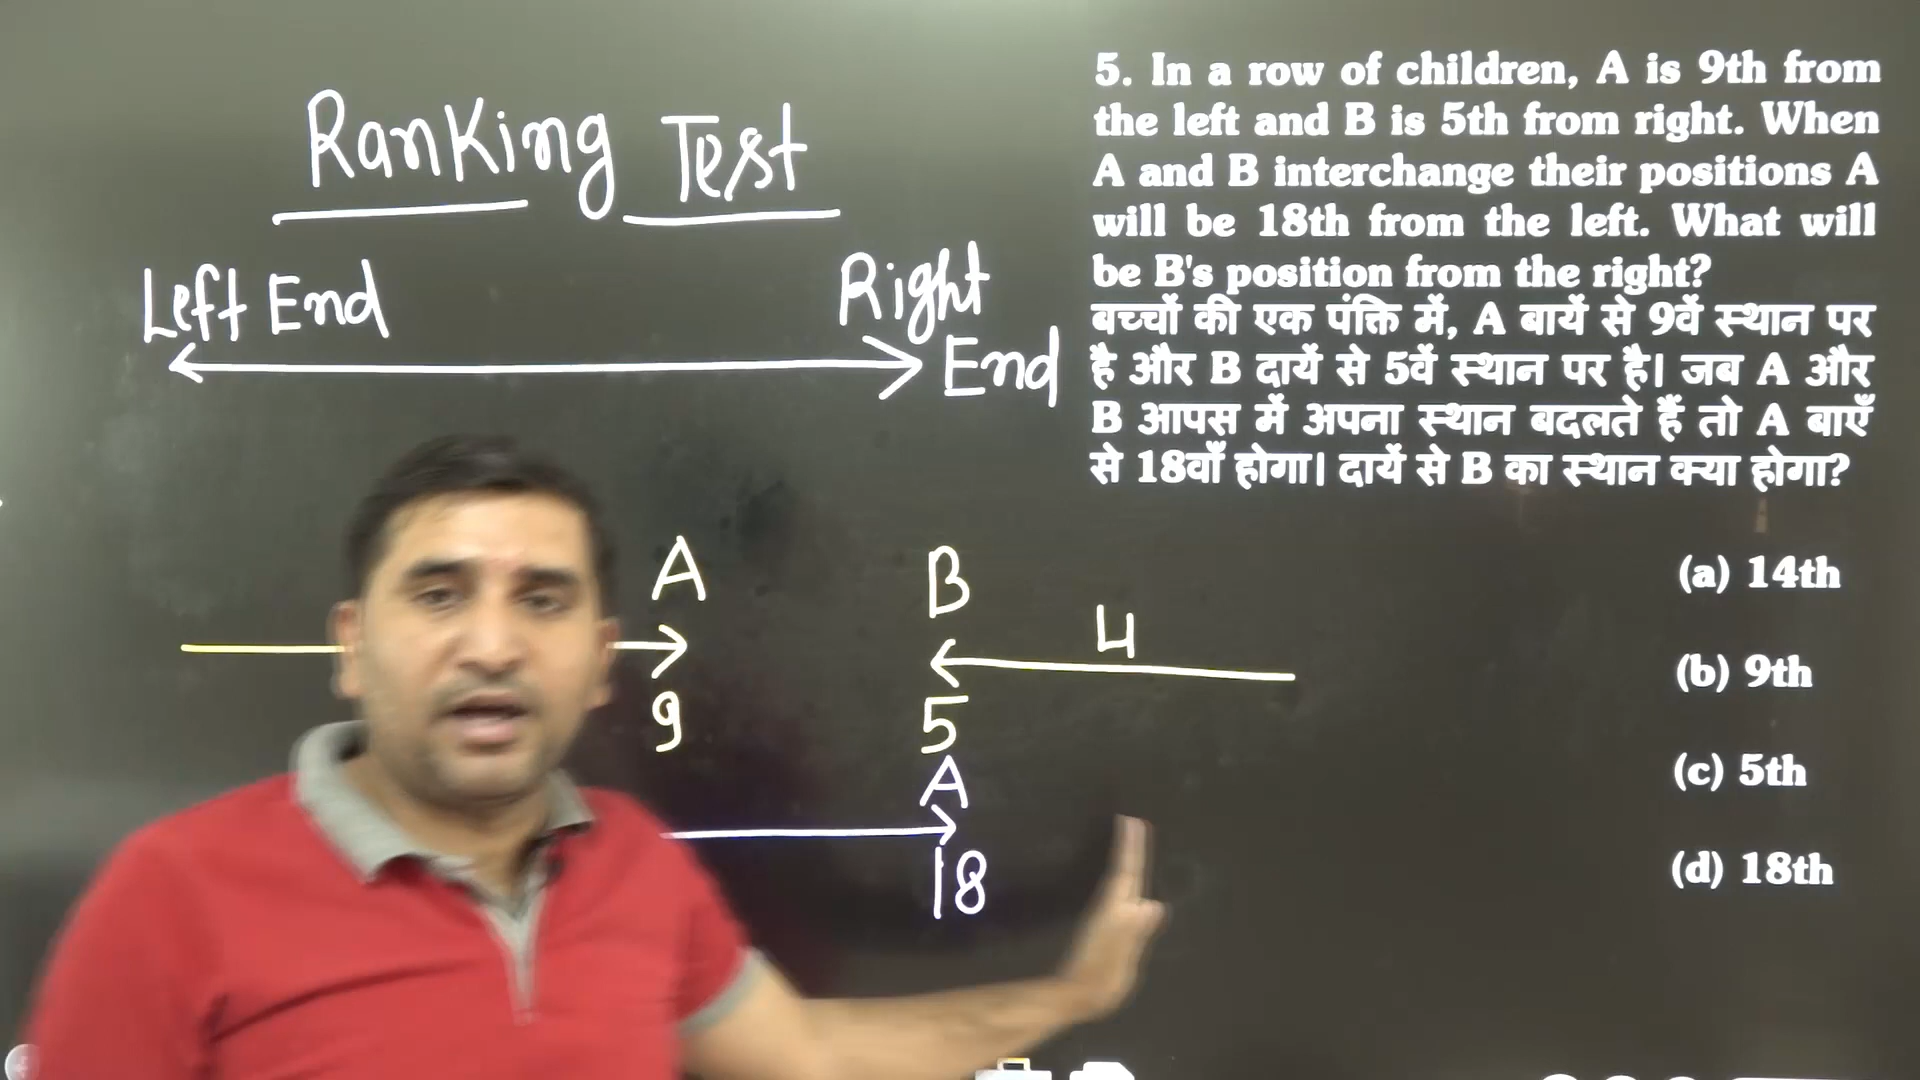 Ranking Test
Left End
Right
End
A
B
4
9
5
A
18
5. In a row of children, A is 9th from
the left and B is 5th from right. When
A and B interchange their positions A
will be 18th from the left. What will
be B's position from the right?
बच्चों की एक पंक्ति में, A बायें से 9वें स्थान पर
है और B दायें से 5वें स्थान पर है। जब A और
B आपस में अपना स्थान बदलते हैं तो A बाएँ
से 18वाँ होगा। दायें से B का स्थान क्या होगा?
(a) 14th
(b) 9th
(c) 5th
(d) 18th